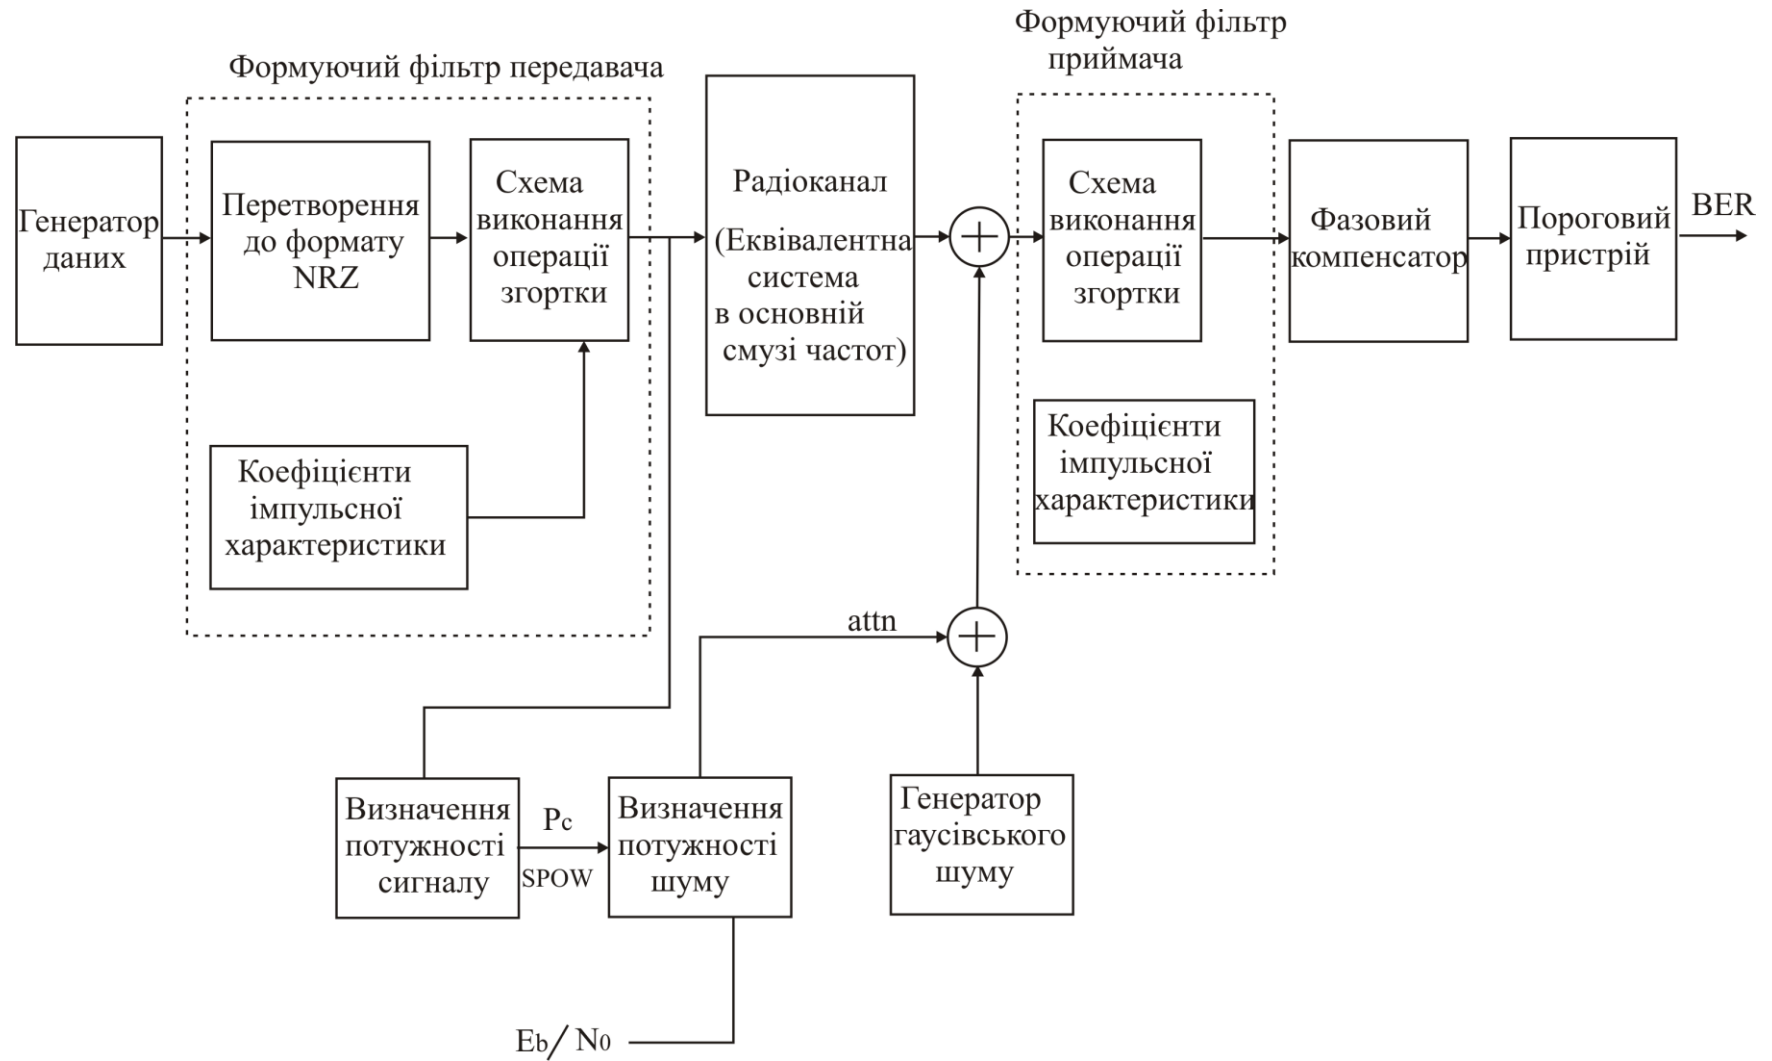 Формуючий фільтр передавача
Формуючий фільтр
приймача
Генератор
даних
Перетворення
до формату
NRZ
Схема
виконання
операції
згортки
Радіоканал
(Еквівалентна
система
в основній
смузі частот)
Схема
виконання
операції
згортки
Фазовий
компенсатор
Пороговий
пристрій
BER
Коефіцієнти
імпульсної
характеристики
Коефіцієнти
імпульсної
характеристики
attn
Визначення
потужності
сигналу
Pc
SPOW
Визначення
потужності
шуму
Генератор
гаусівського
шуму
Eb/N0